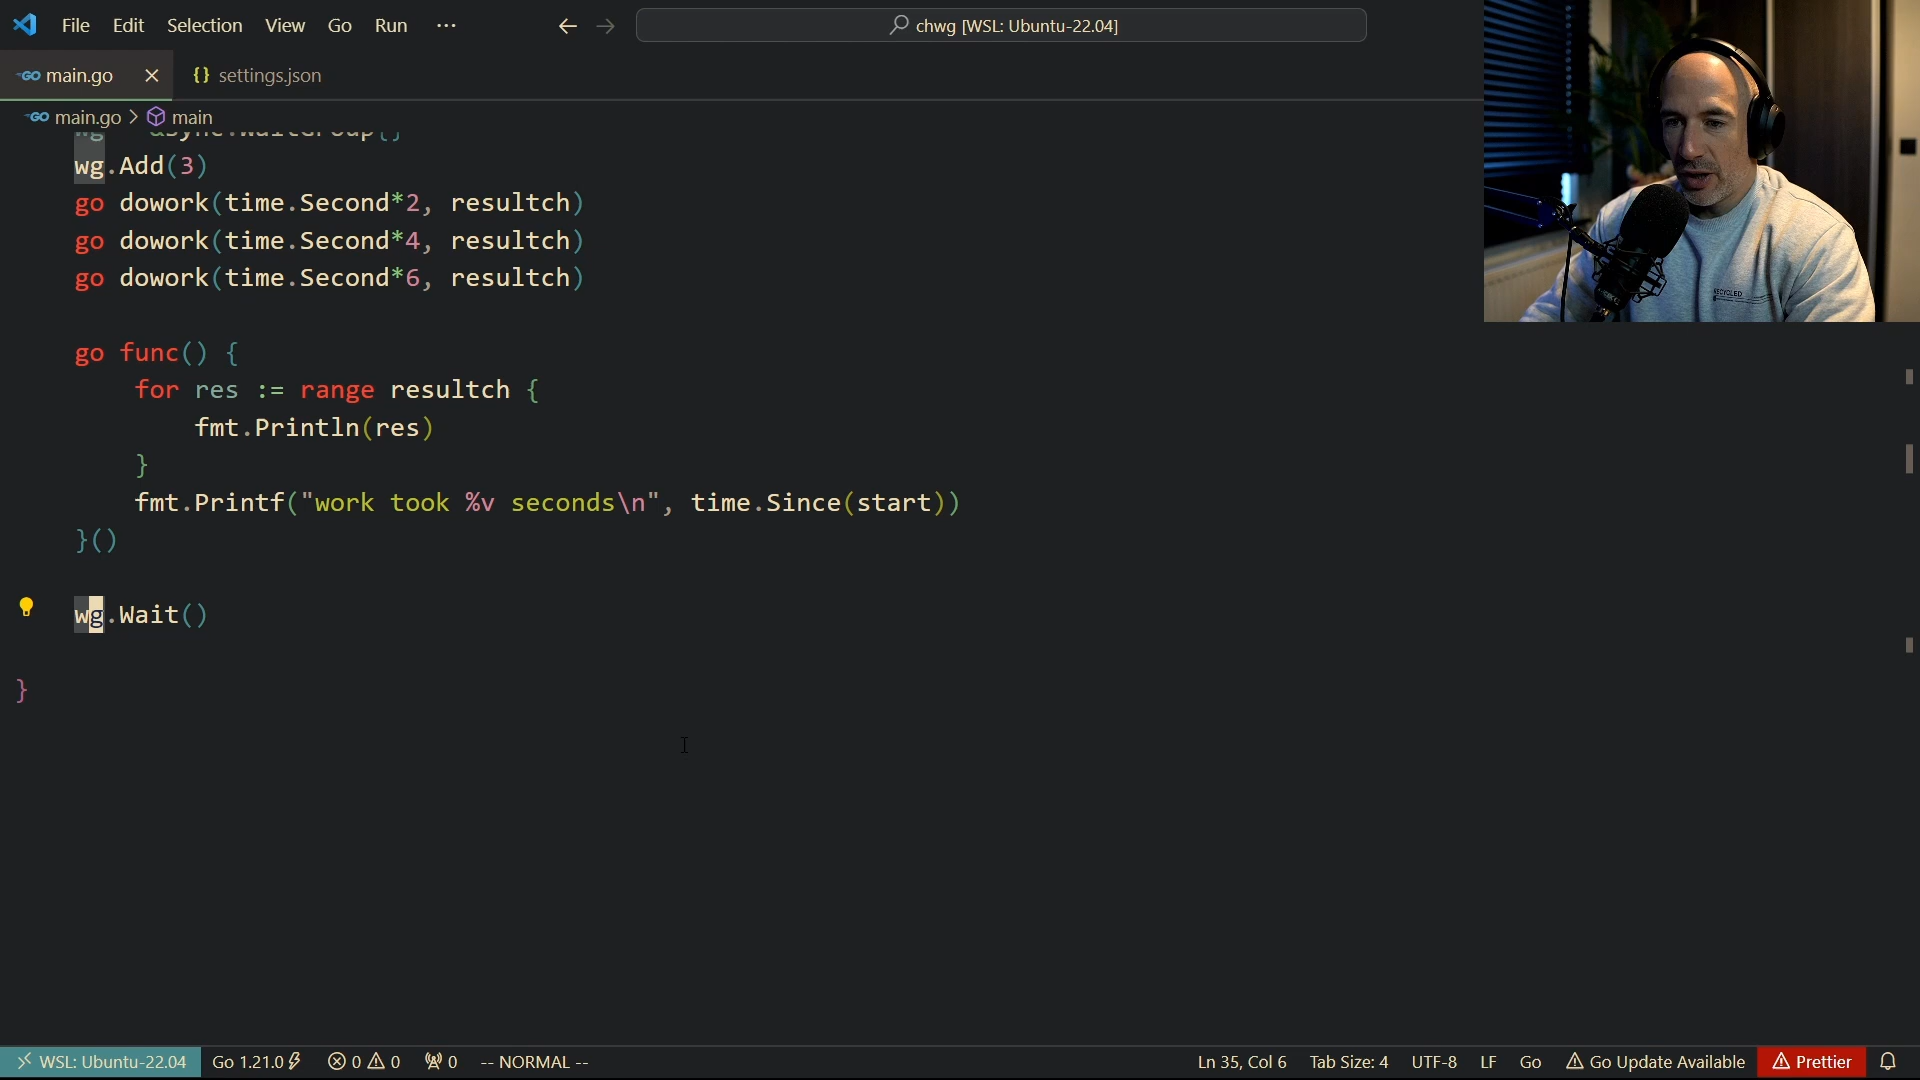 File Edit Selection View Go Run ···
chwg [WSL: Ubuntu-22.04]
GO main.go
{} settings.json
GO main.go > main
wg.Add(3)
go dowork(time.Second*2, resultch)
go dowork(time.Second*4, resultch)
go dowork(time.Second*6, resultch)
go func() {
for res := range resultch {
fmt.Println(res)
}
fmt.Printf("work took %v seconds\n", time.Since(start))
}()
wg.Wait()
}
RECYCLED
WSL: Ubuntu-22.04 Go 1.21.0 0 0 0 -- NORMAL -- Ln 35, Col 6 Tab Size: 4 UTF-8 LF Go Go Update Available Prettier